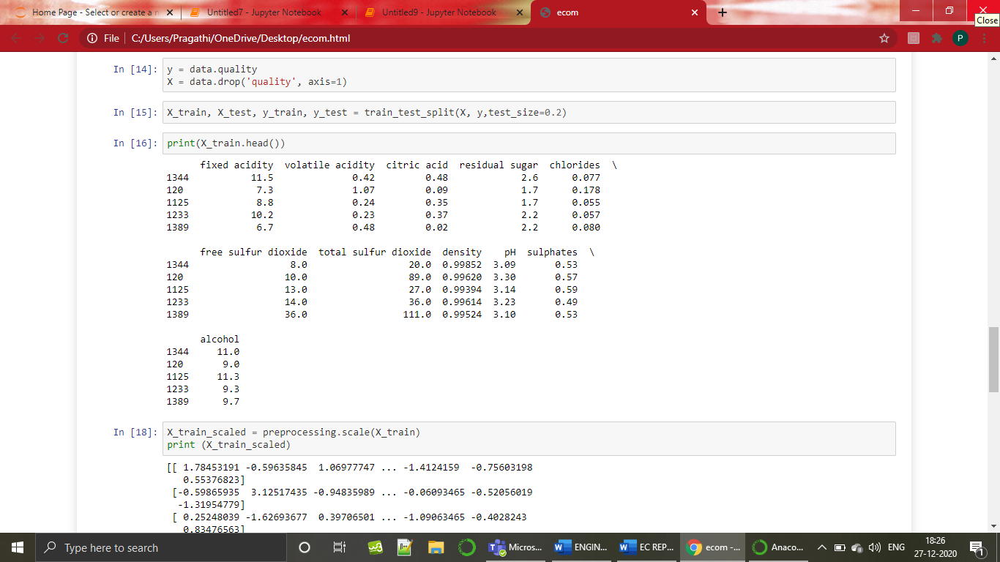 Home Page - Select or create a n
Untitled7 - Jupyter Notebook
Untitled9 - Jupyter Notebook
ecom
Close
File
C:/Users/Pragathi/OneDrive/Desktop/ecom.html
P
In [14]: y = data.quality
X = data.drop('quality', axis=1)
In [15]: X_train, X_test, y_train, y_test = train_test_split(X, y,test_size=0.2)
In [16]: print(X_train.head())
fixed acidity  volatile acidity  citric acid  residual sugar  chlorides  \
1344 11.5 0.42 0.48 2.6 0.077
120 7.3 1.07 0.09 1.7 0.178
1125 8.8 0.24 0.35 1.7 0.055
1233 10.2 0.23 0.37 2.2 0.057
1389 6.7 0.48 0.02 2.2 0.080
free sulfur dioxide  total sulfur dioxide  density  pH  sulphates  \
1344 8.0 20.0 0.99852 3.09 0.53
120 10.0 89.0 0.99620 3.30 0.57
1125 13.0 27.0 0.99394 3.14 0.59
1233 14.0 36.0 0.99614 3.23 0.49
1389 36.0 111.0 0.99524 3.10 0.53
alcohol
1344 11.0
120 9.0
1125 11.3
1233 9.3
1389 9.7
In [18]: X_train_scaled = preprocessing.scale(X_train)
print (X_train_scaled)
[[ 1.78453191 -0.59635845  1.06977747 ... -1.4124159  -0.75603198
0.55376823]
[-0.59865935  3.12517435 -0.94835989 ... -0.06093465 -0.52056019
-1.31954779]
[ 0.25248039 -1.62693677  0.39706501 ... -1.09063465 -0.4028243
0.83476563]
Type here to search
Micros...
ENGIN...
EC REP...
ecom -...
Anaco...
ENG
18:26
27-12-2020
1